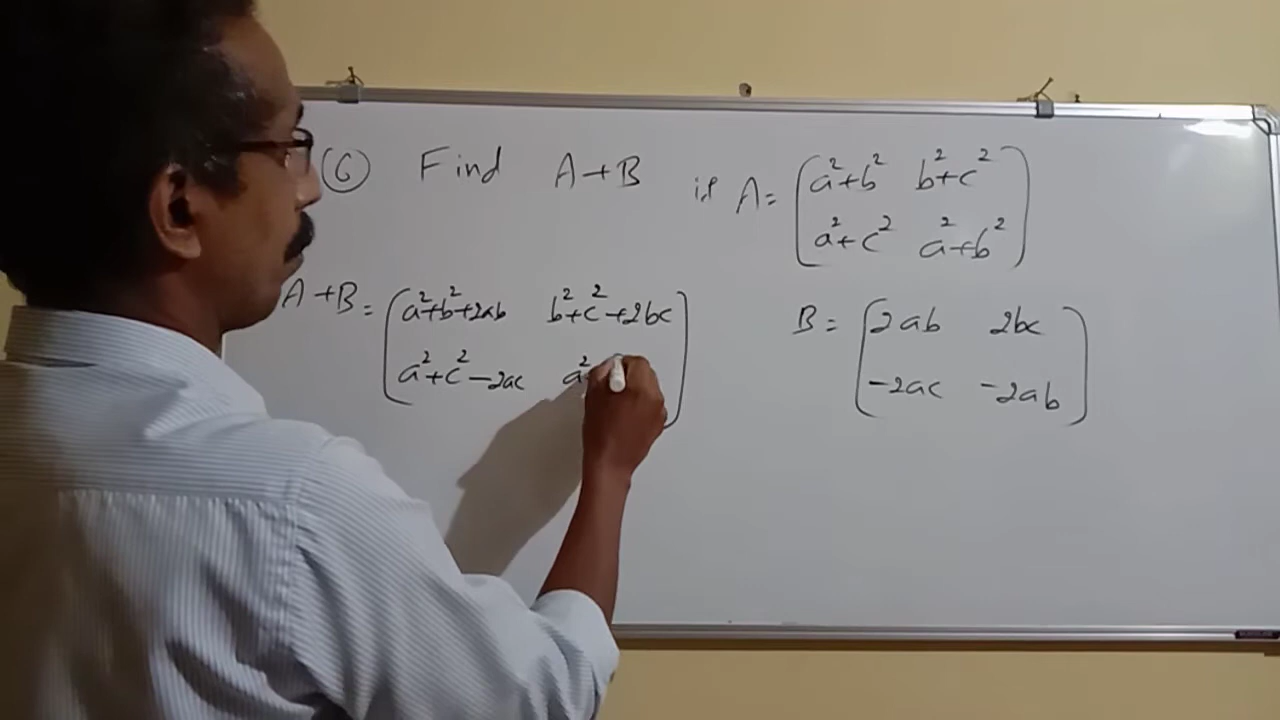 ⑥ Find A+B if A = (a²+b² b²+c²
a²+c² a²+b²)
A+B = (a²+b²+2ab b²+c²+2bc
a²+c²-2ac a²
B = (2ab 2bc
-2ac -2ab)